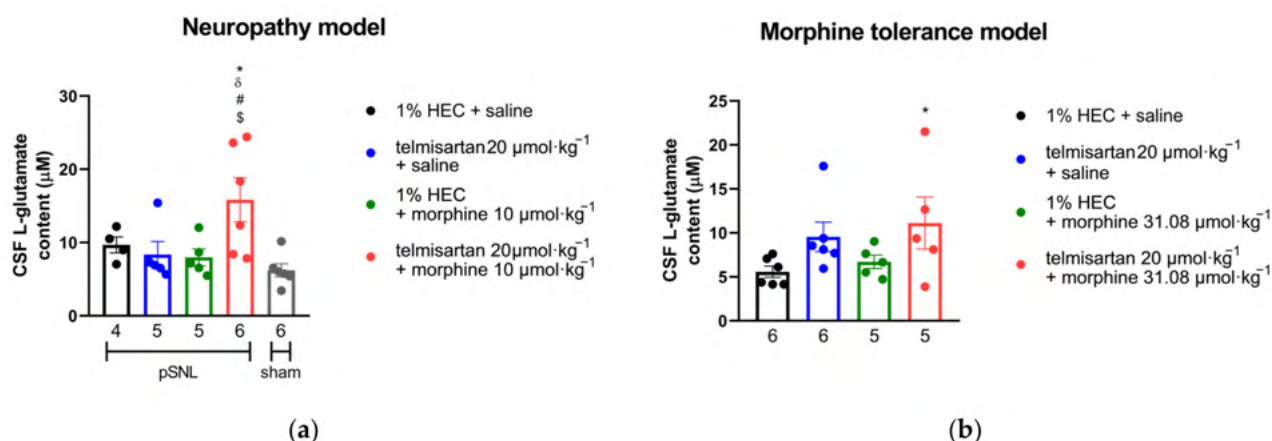 Neuropathy model
*
δ
#
$
CSF L-glutamate
content (μM)
30
20
10
0
4 5 5 6 6
pSNL sham
1% HEC + saline
telmisartan 20 μmol·kg⁻¹
+ saline
1% HEC
+ morphine 10 μmol·kg⁻¹
telmisartan 20μmol·kg⁻¹
+ morphine 10 μmol·kg⁻¹
(a)
Morphine tolerance model
*
CSF L-glutamate
content (μM)
25
20
15
10
5
0
6 6 5 5
1% HEC + saline
telmisartan 20 μmol·kg⁻¹
+ saline
1% HEC
+ morphine 31.08 μmol·kg⁻¹
telmisartan 20 μmol·kg⁻¹
+ morphine 31.08 μmol·kg⁻¹
(b)